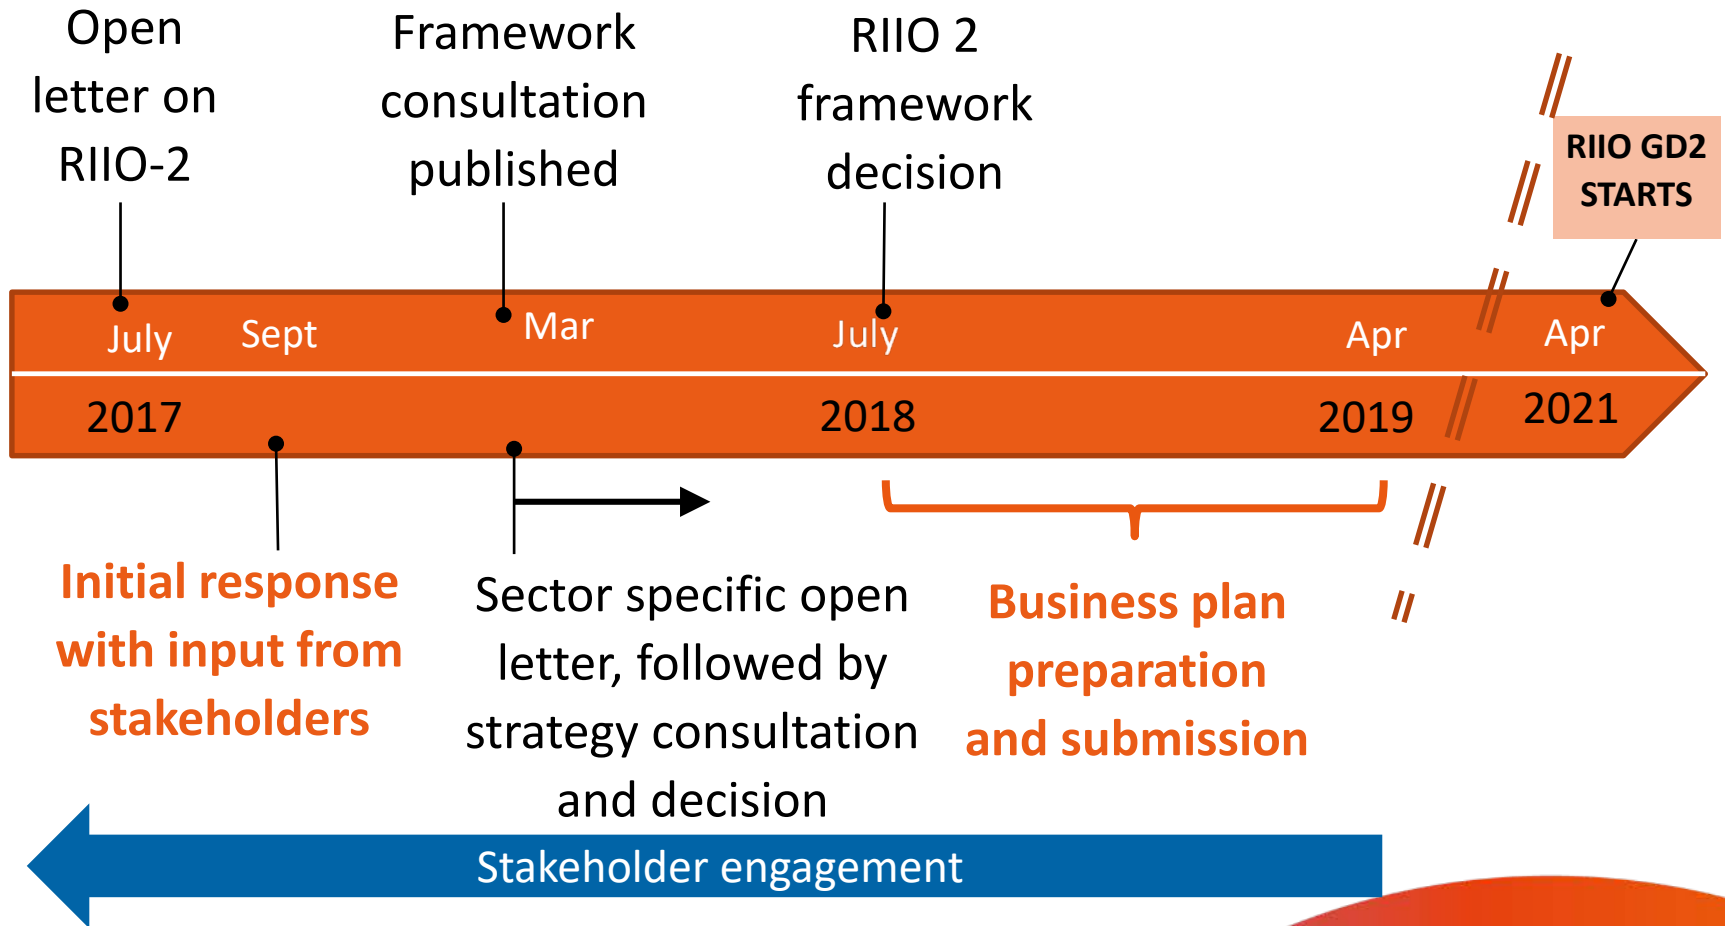 Open
letter on
RIIO-2
Framework
consultation
published
RIIO 2
framework
decision
RIIO GD2
STARTS
July
Sept
Mar
July
Apr
Apr
2017
2018
2019
2021
Initial response
with input from
stakeholders
Sector specific open
letter, followed by
strategy consultation
and decision
Business plan
preparation
and submission
Stakeholder engagement